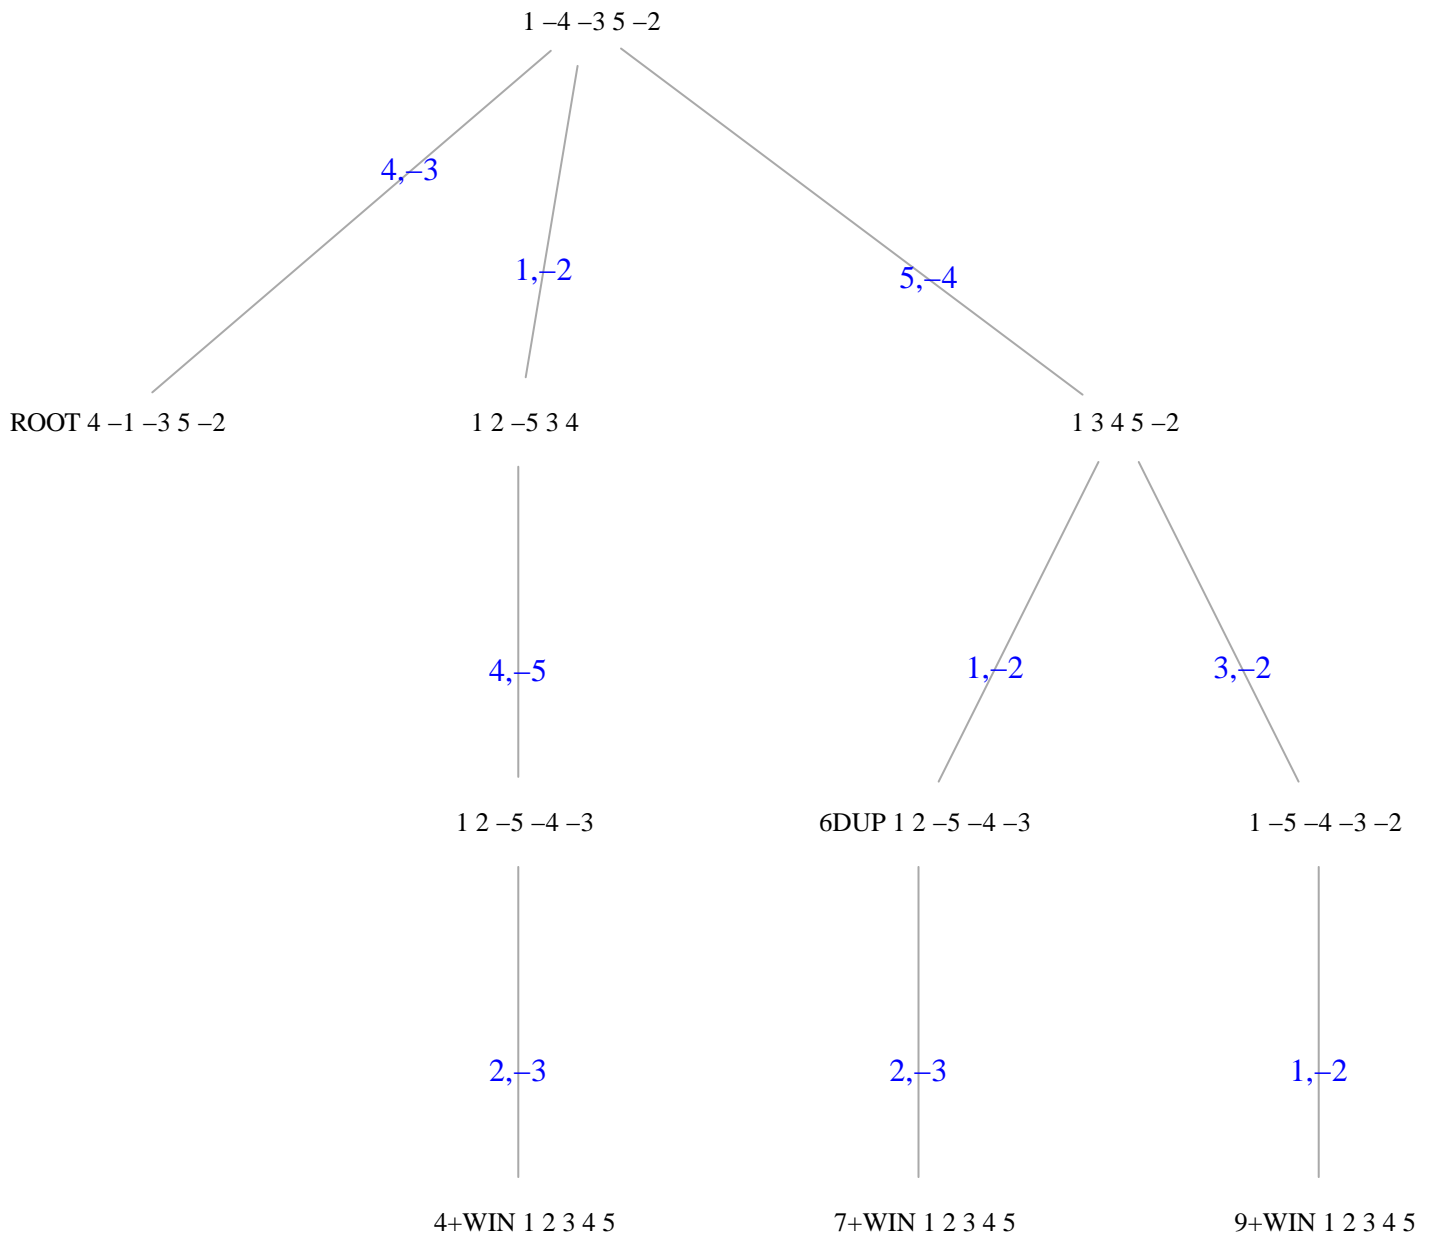 1 –4 –3 5 –2
4,–3
1,–2
5,–4
ROOT 4 –1 –3 5 –2
1 2 –5 3 4
1 3 4 5 –2
4,–5
1,–2
3,–2
1 2 –5 –4 –3
6DUP 1 2 –5 –4 –3
1 –5 –4 –3 –2
2,–3
2,–3
1,–2
4+WIN 1 2 3 4 5
7+WIN 1 2 3 4 5
9+WIN 1 2 3 4 5